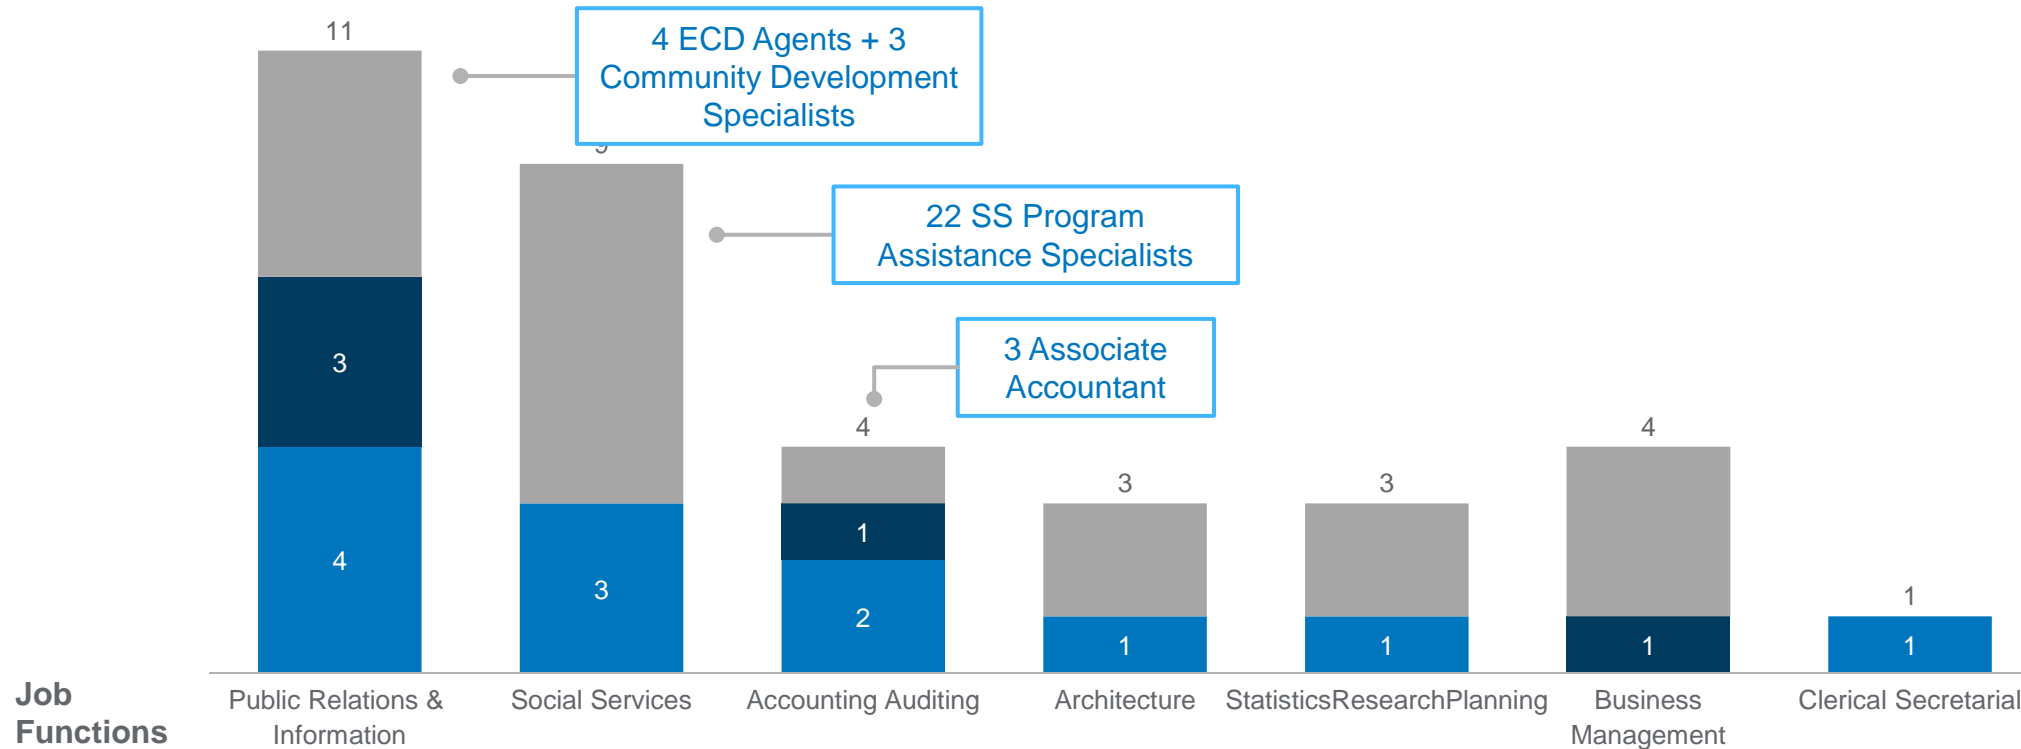 11
4 ECD Agents + 3
Community Development
Specialists
9
22 SS Program
Assistance Specialists
3 Associate
Accountant
4
4
3
3
3
1
1
4
3
2
1
1
1
1
Job
Functions
Public Relations &
Information
Social Services
Accounting Auditing
Architecture
StatisticsResearchPlanning
Business
Management
Clerical Secretarial